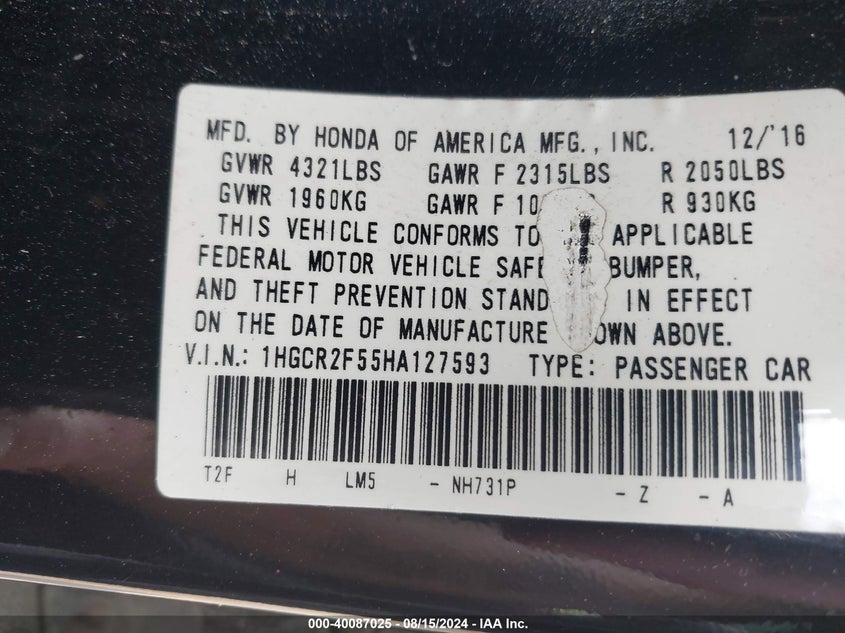 MFD. BY HONDA OF AMERICA MFG., INC. 12/'16
GVWR 4321LBS GAWR F 2315LBS R 2050LBS
GVWR 1960KG GAWR F 10 R 930KG
THIS VEHICLE CONFORMS TO APPLICABLE
FEDERAL MOTOR VEHICLE SAFE BUMPER,
AND THEFT PREVENTION STAND IN EFFECT
ON THE DATE OF MANUFACTURE OWN ABOVE.
V.I.N.: 1HGCR2F55HA127593 TYPE: PASSENGER CAR
T2F H LM5 - NH731P - Z - A
000-40087025 - 08/15/2024 - IAA Inc.